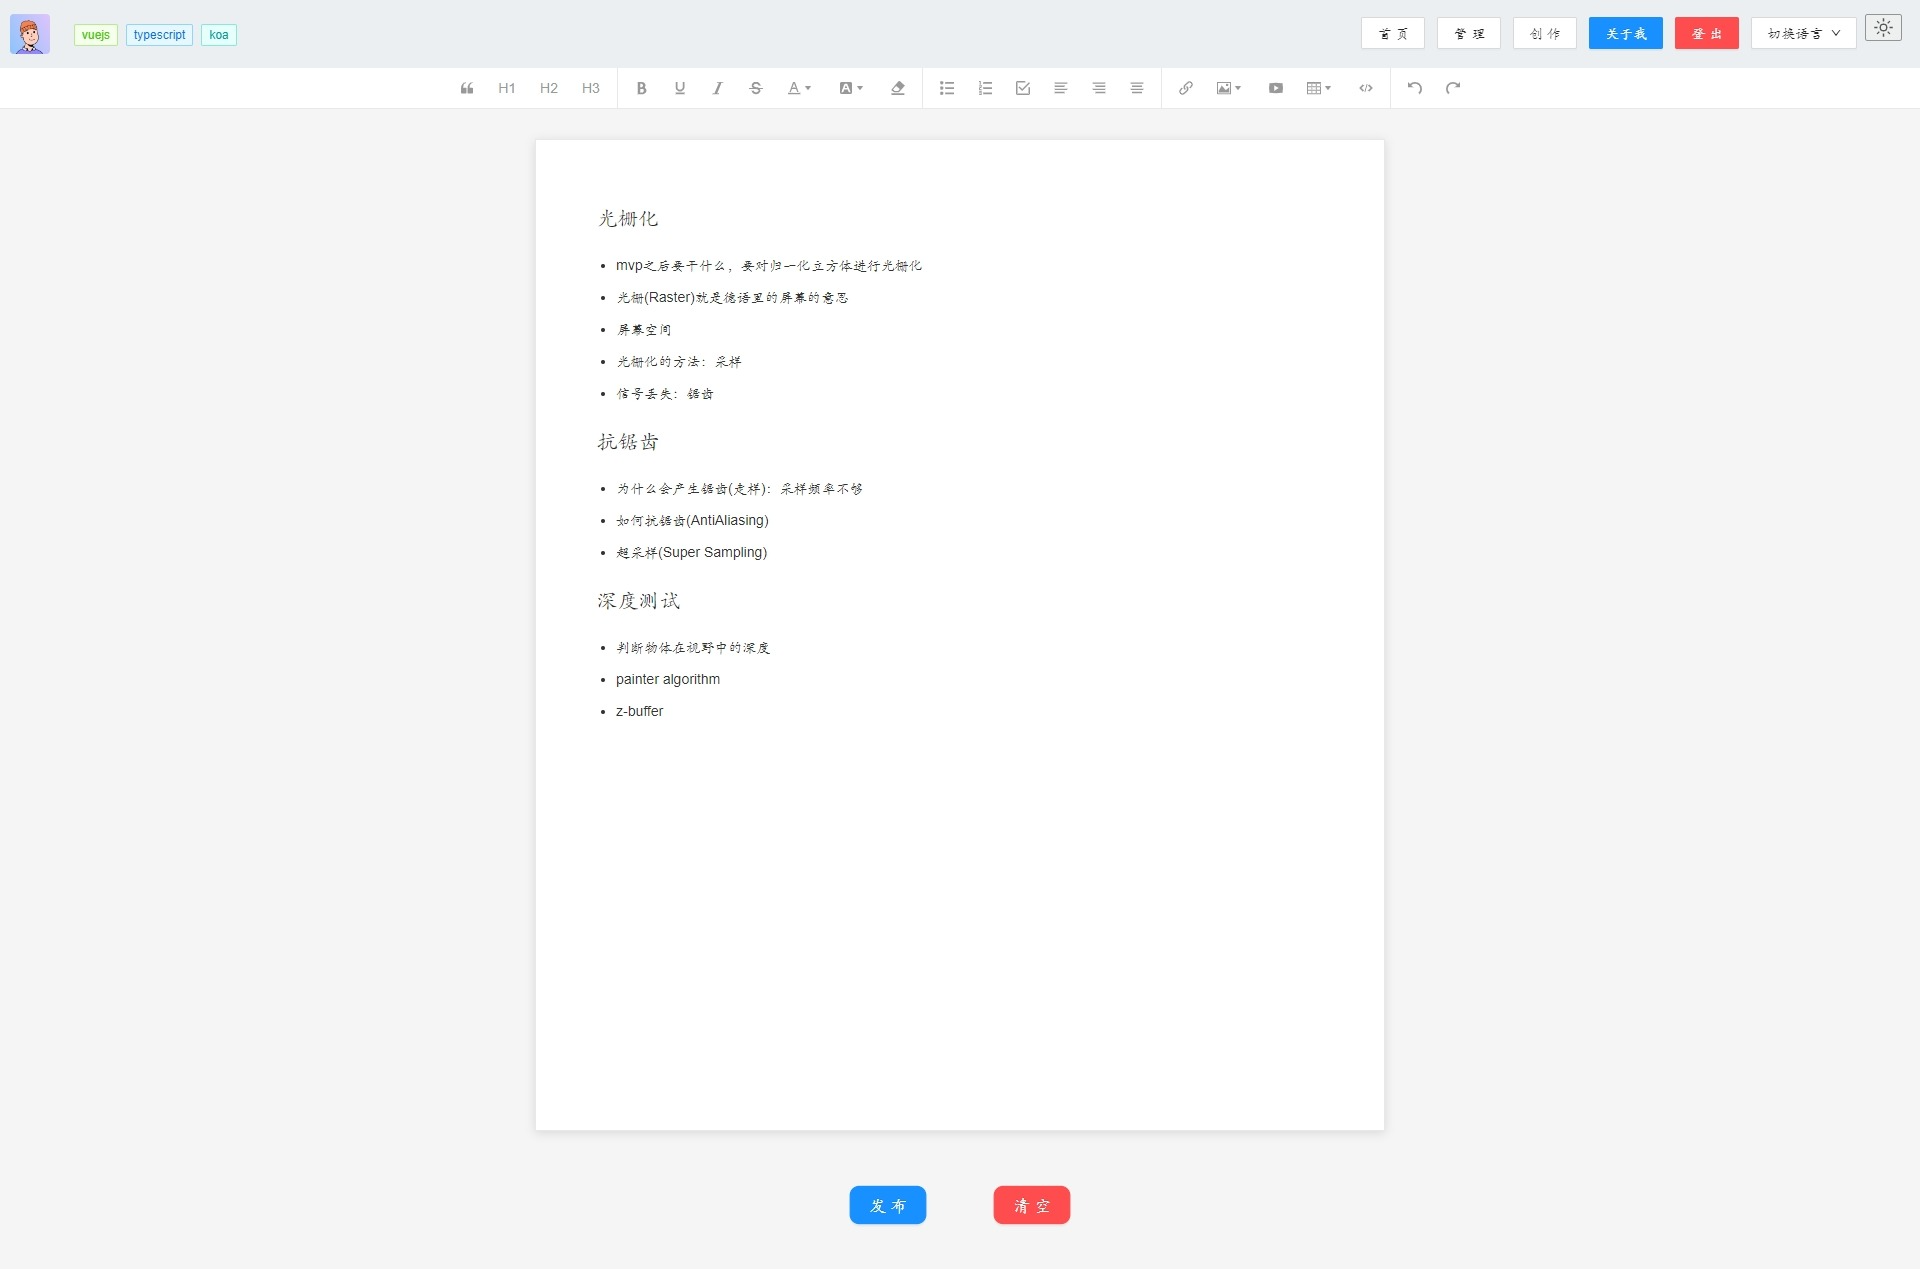 vuejs typescript koa 首页 管理 创作 关于我 登出 切换语言
H1 H2 H3 B U I S A A
光栅化
mvp之后要干什么，要对归一化立方体进行光栅化
光栅(Raster)就是德语里的屏幕的意思
屏幕空间
光栅化的方法：采样
信号丢失：锯齿
抗锯齿
为什么会产生锯齿(走样)：采样频率不够
如何抗锯齿(AntiAliasing)
超采样(Super Sampling)
深度测试
判断物体在视野中的深度
painter algorithm
z-buffer
发布 清空